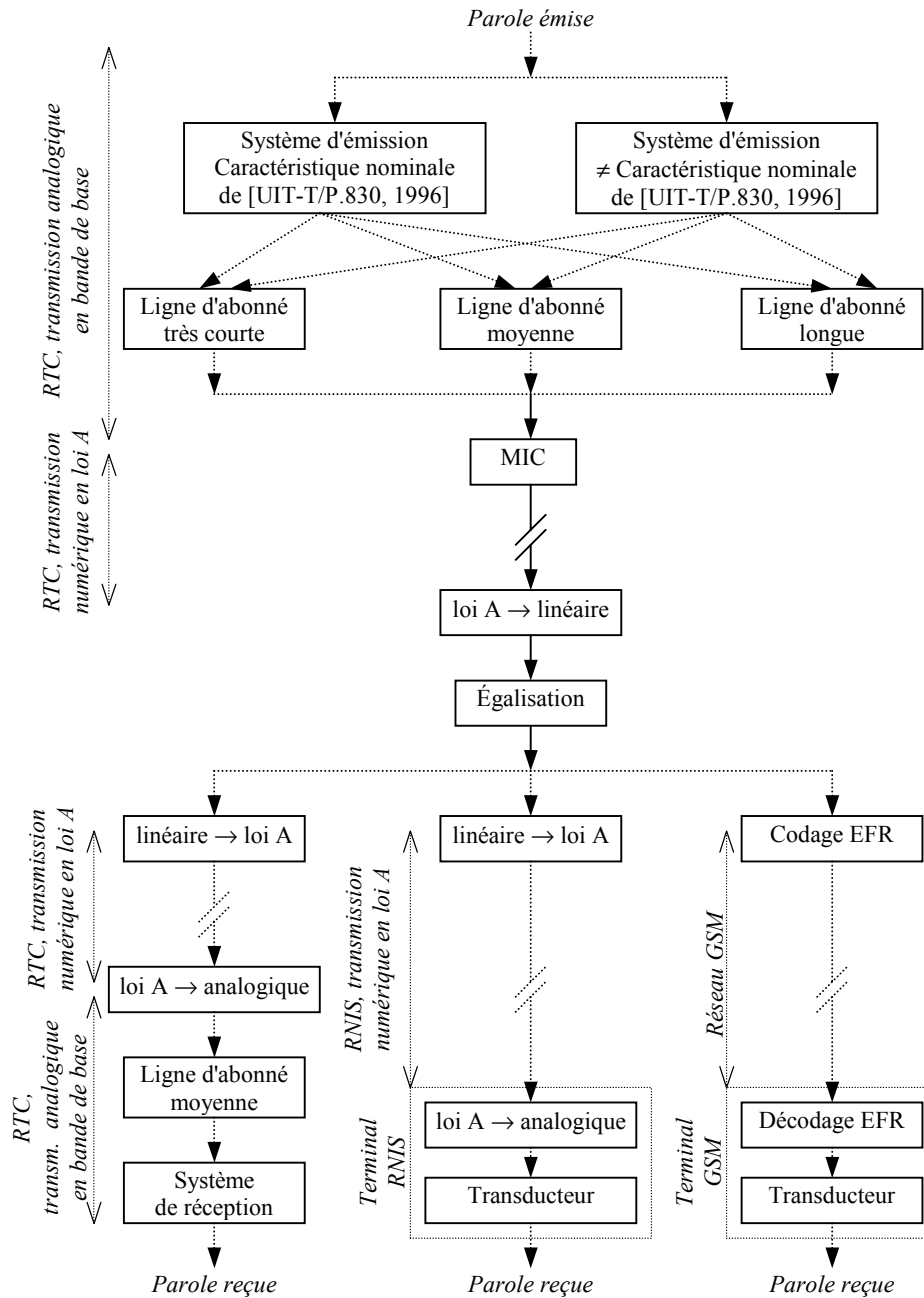 Parole émise
RTC, transmission analogique
en bande de base
Système d'émission
Caractéristique nominale
de [UIT-T/P.830, 1996]
Système d'émission
≠ Caractéristique nominale
de [UIT-T/P.830, 1996]
Ligne d'abonné
très courte
Ligne d'abonné
moyenne
Ligne d'abonné
longue
RTC, transmission
numérique en loi A
MIC
loi A → linéaire
Égalisation
linéaire → loi A
linéaire → loi A
Codage EFR
RTC, transmission
numérique en loi A
RNIS, transmission
numérique en loi A
Réseau GSM
loi A → analogique
RTC,
transm. analogique
en bande de base
Ligne d'abonné
moyenne
Système
de réception
Terminal
RNIS
loi A → analogique
Transducteur
Terminal
GSM
Décodage EFR
Transducteur
Parole reçue
Parole reçue
Parole reçue